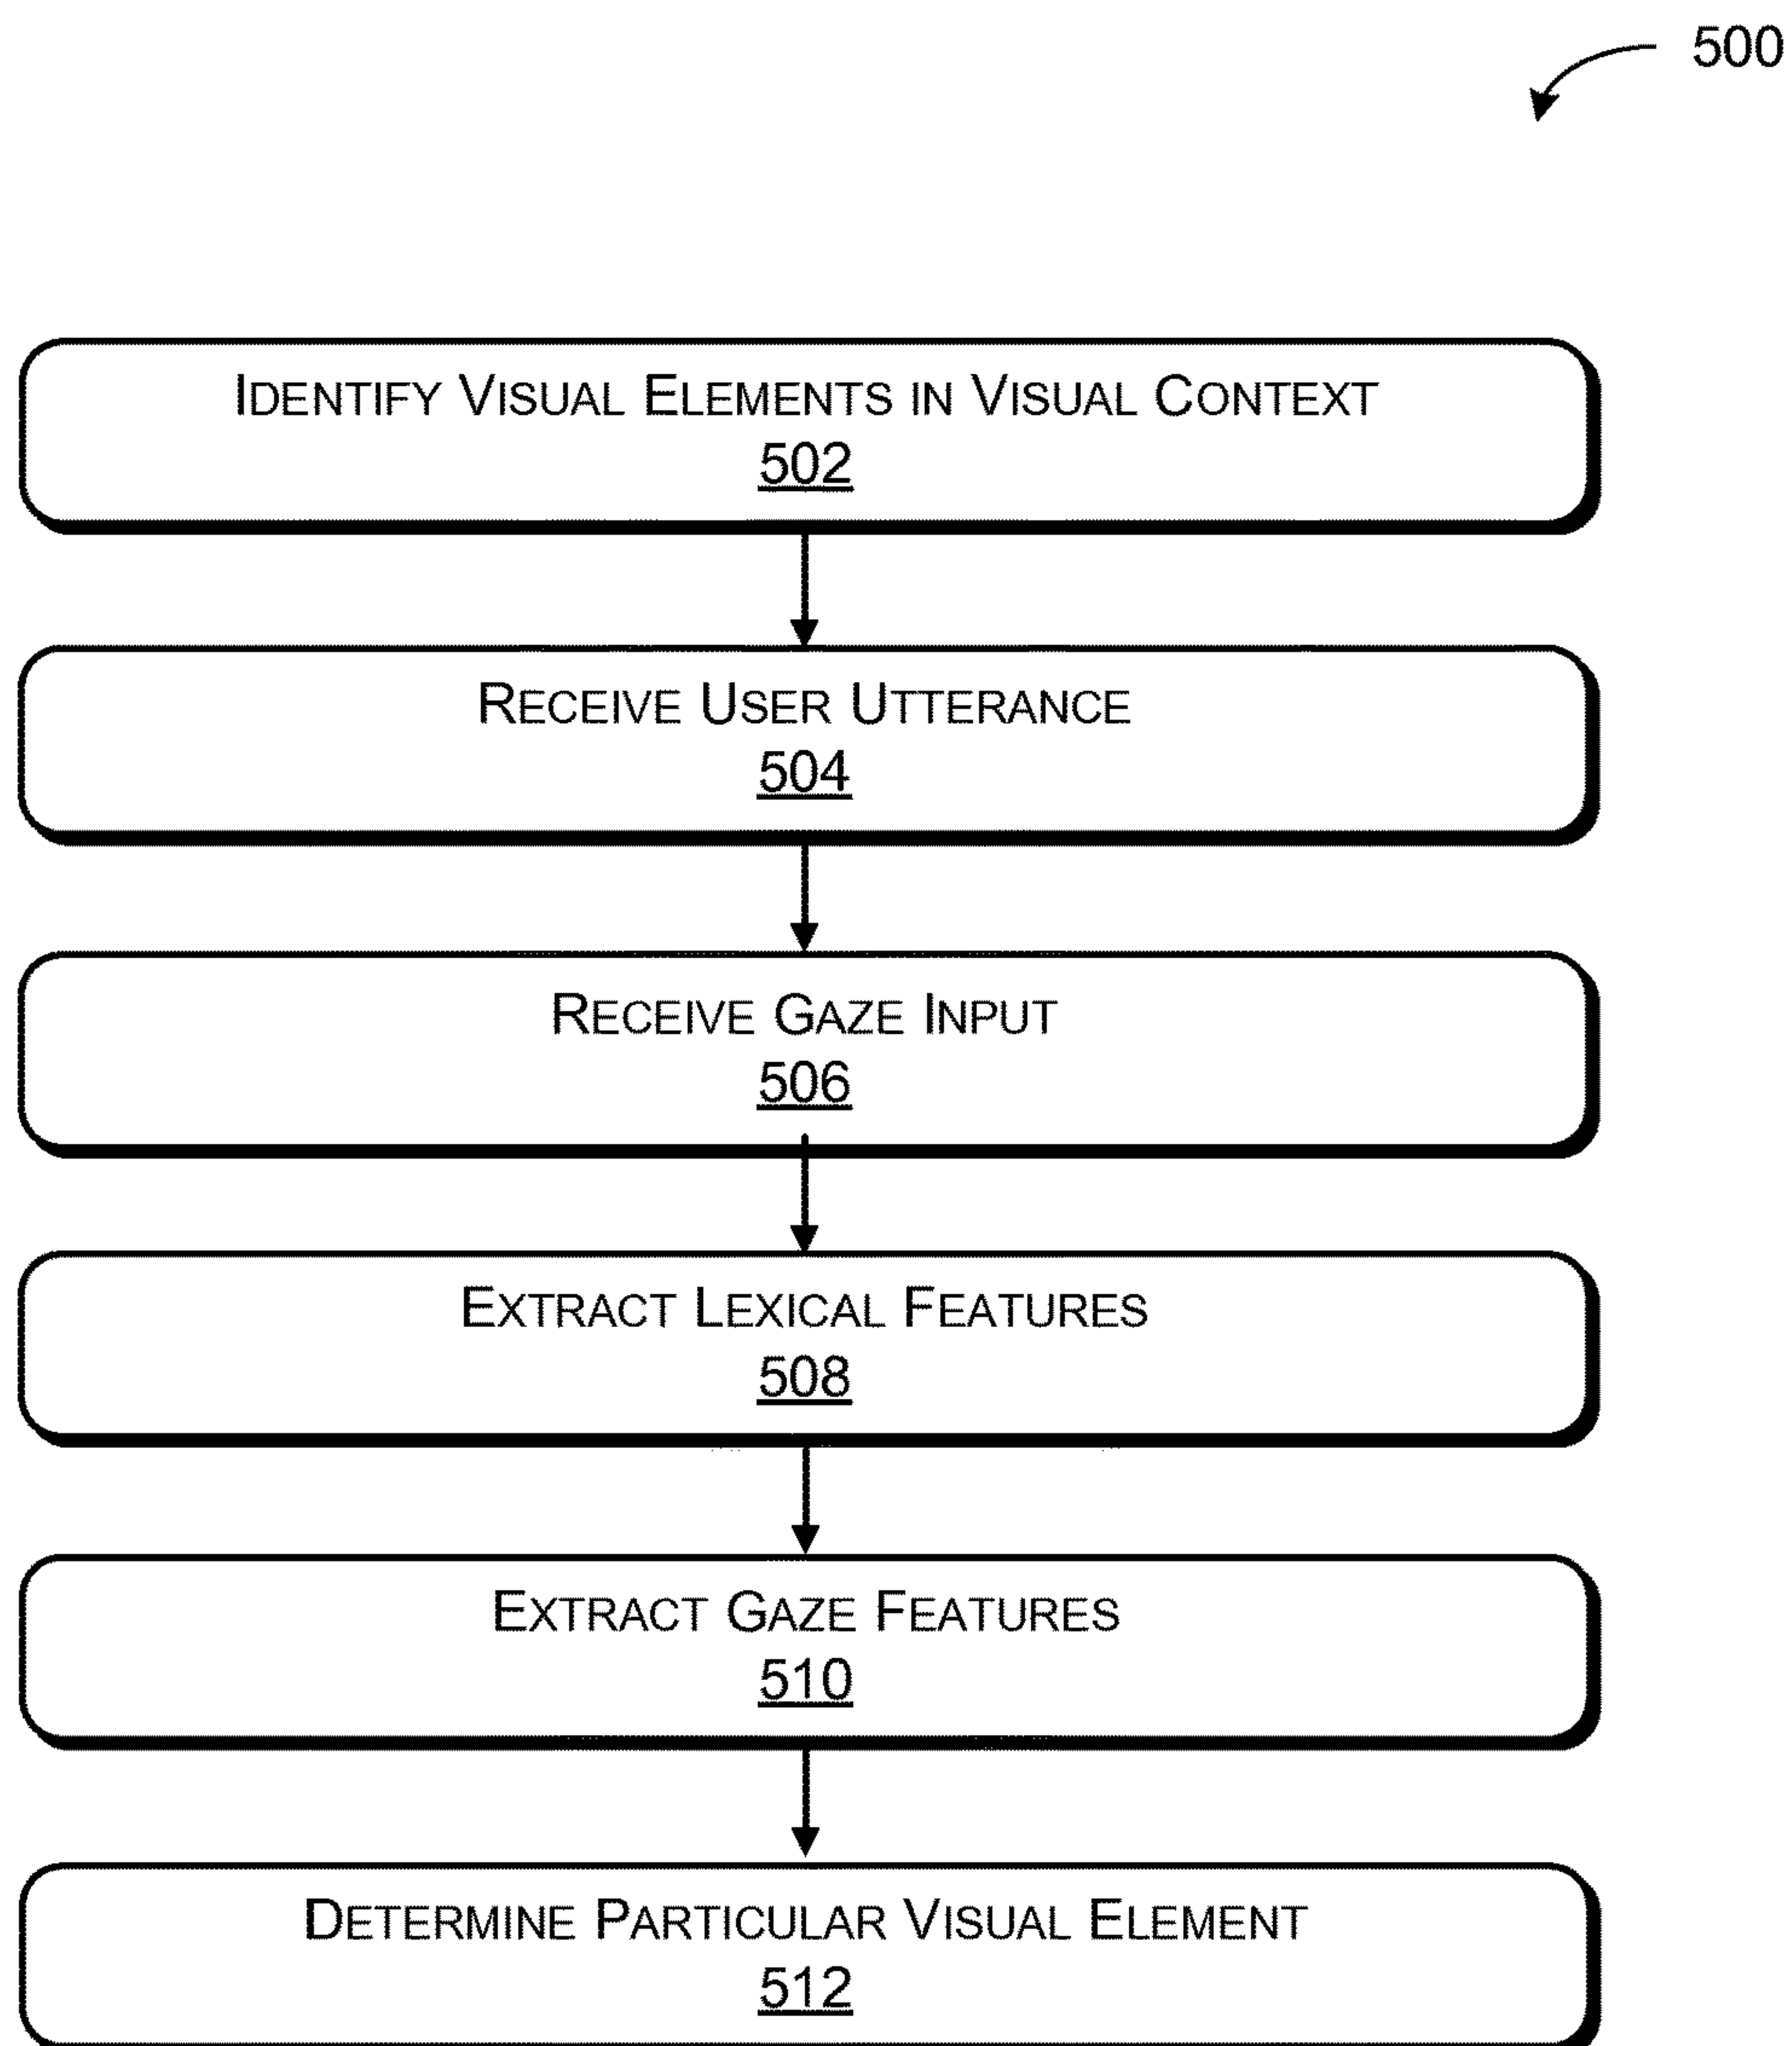 500
IDENTIFY VISUAL ELEMENTS IN VISUAL CONTEXT
502
RECEIVE USER UTTERANCE
504
RECEIVE GAZE INPUT
506
EXTRACT LEXICAL FEATURES
508
EXTRACT GAZE FEATURES
510
DETERMINE PARTICULAR VISUAL ELEMENT
512